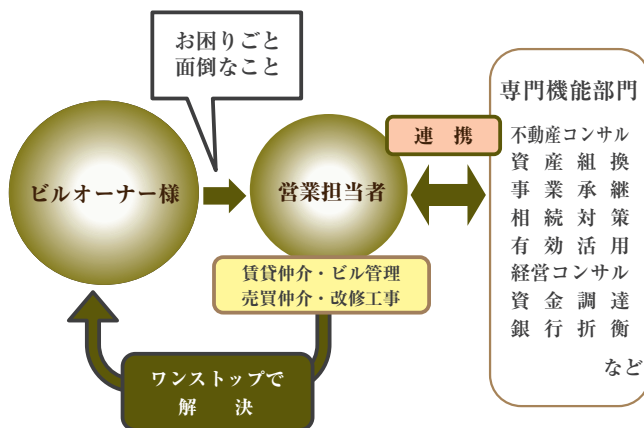 お困りごと
面倒なこと
ビルオーナー様
営業担当者
連携
専門機能部門
不動産コンサル
資産組換
事業承継
相続対策
有効活用
経営コンサル
資金調達
銀行折衡
など
賃貸仲介・ビル管理
売買仲介・改修工事
ワンストップで
解決